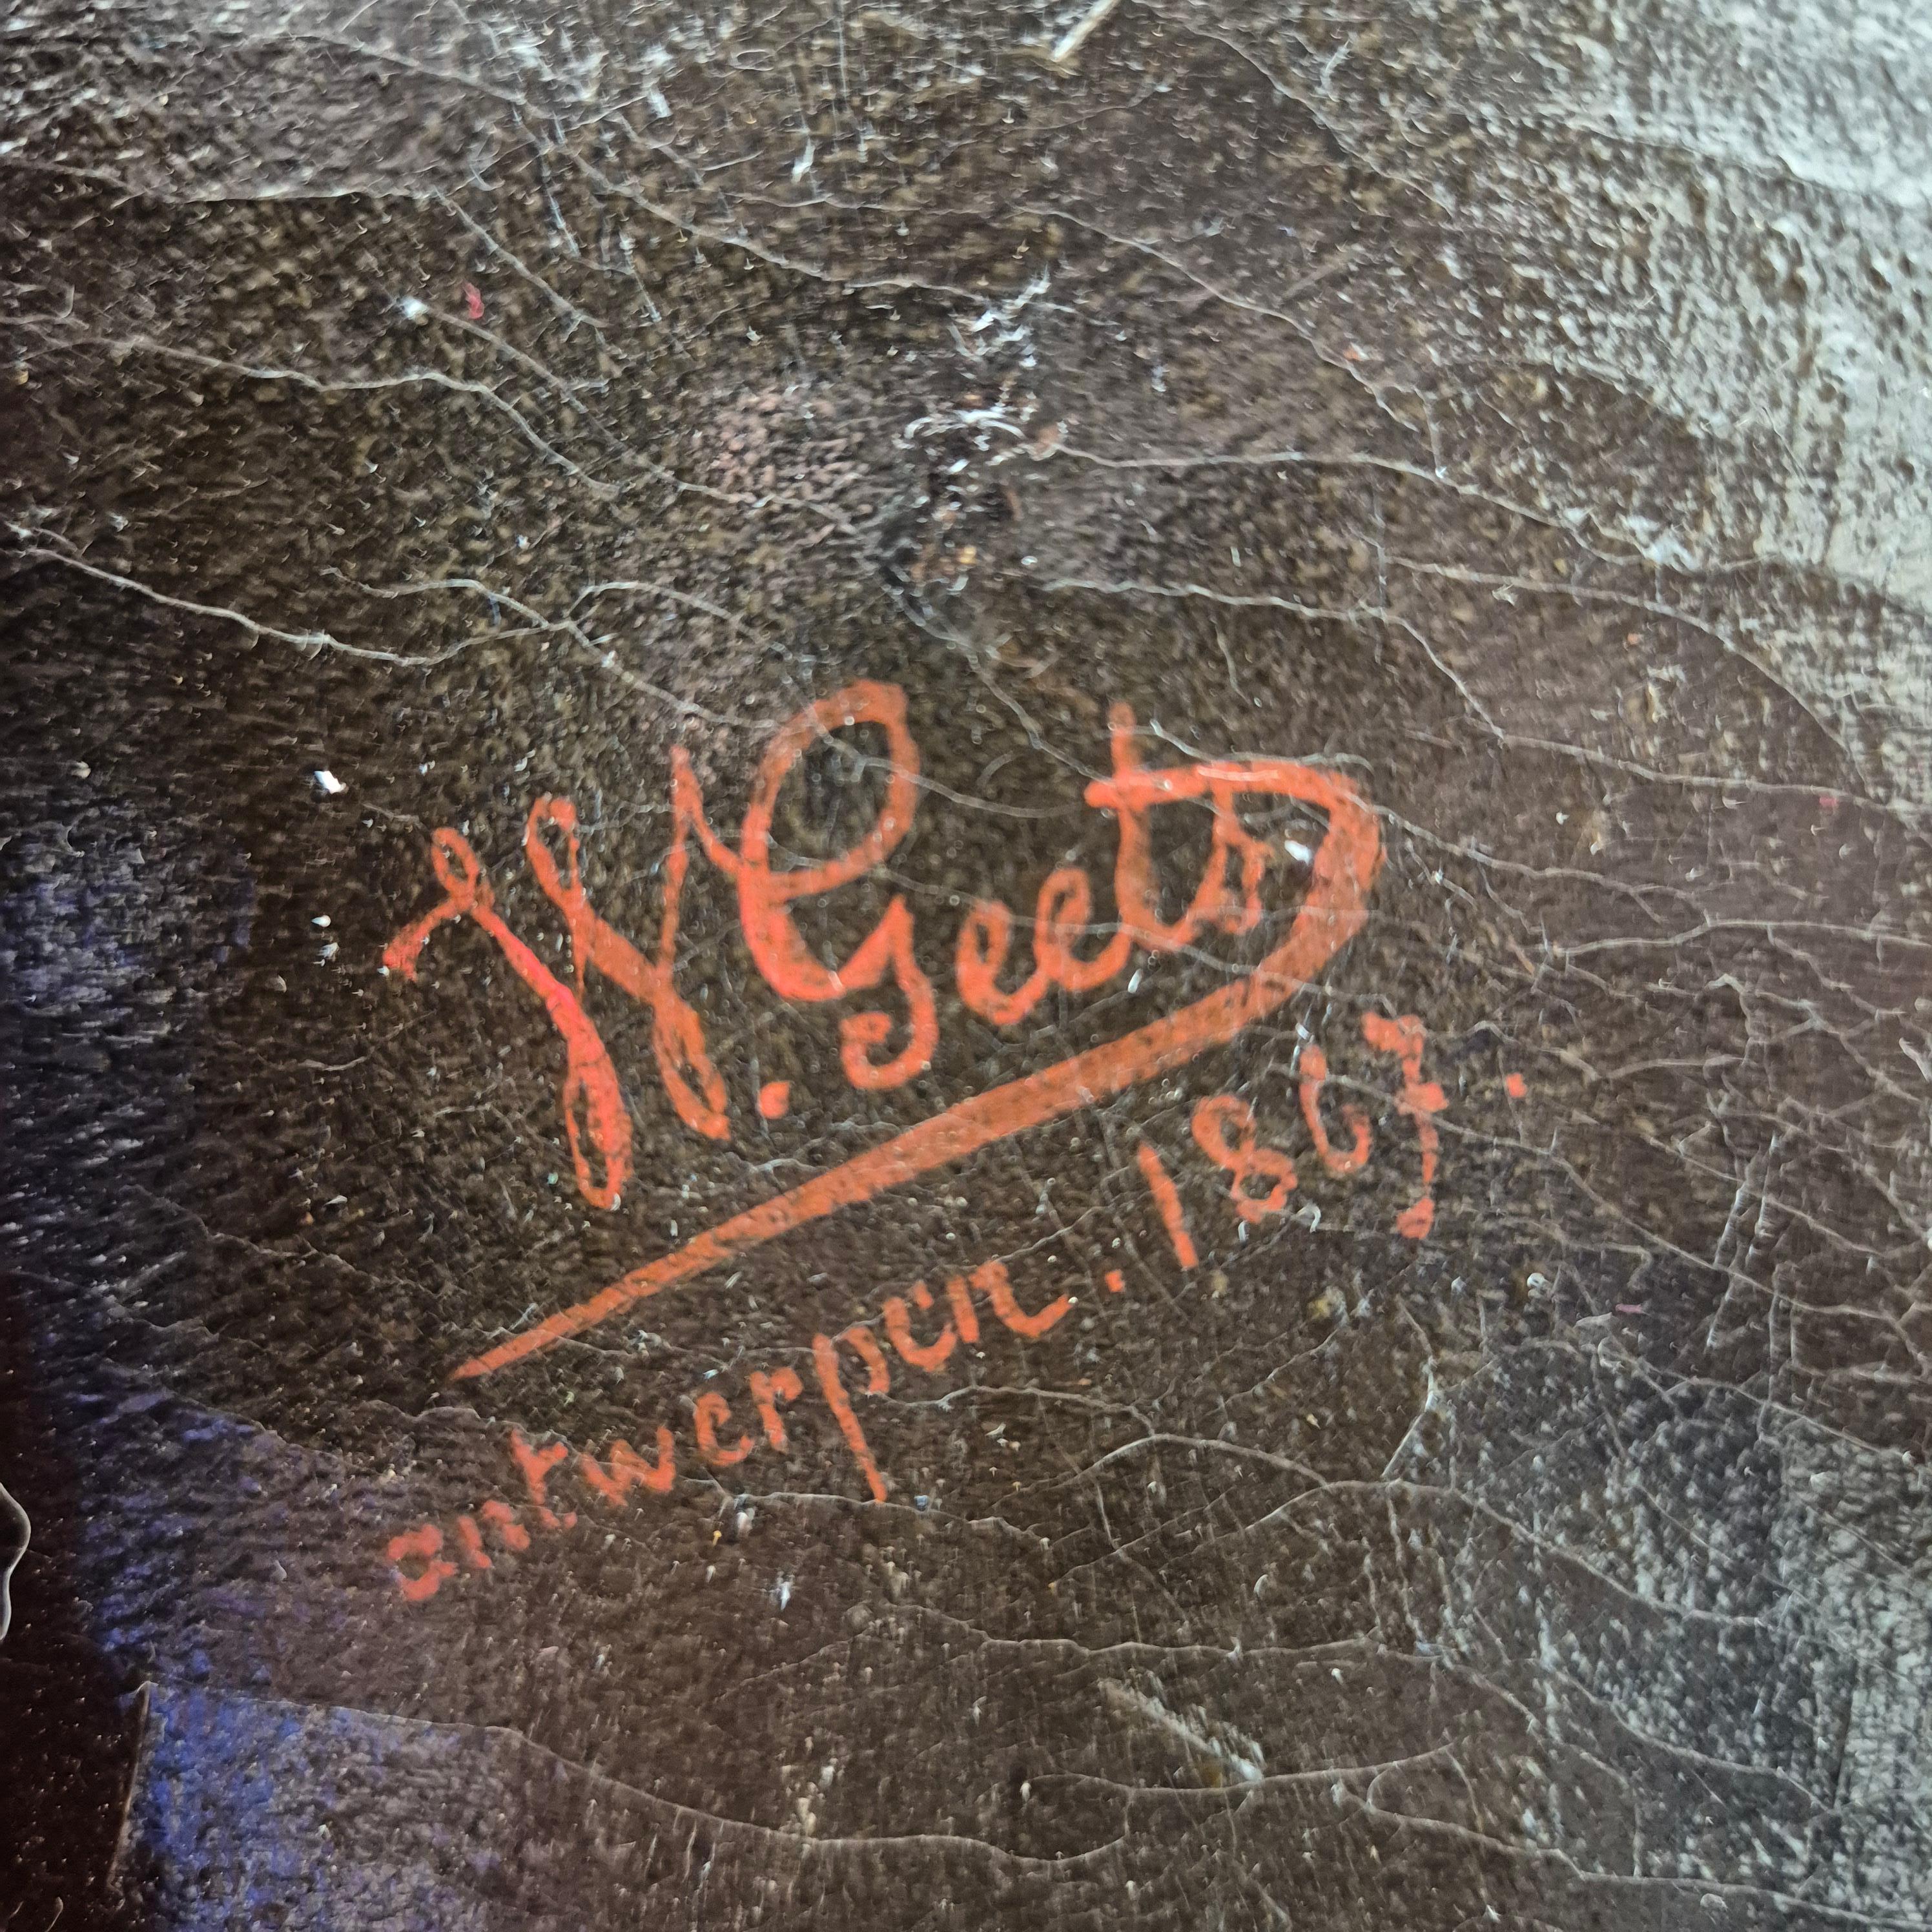 W. Geets
antwerpen. 1867.